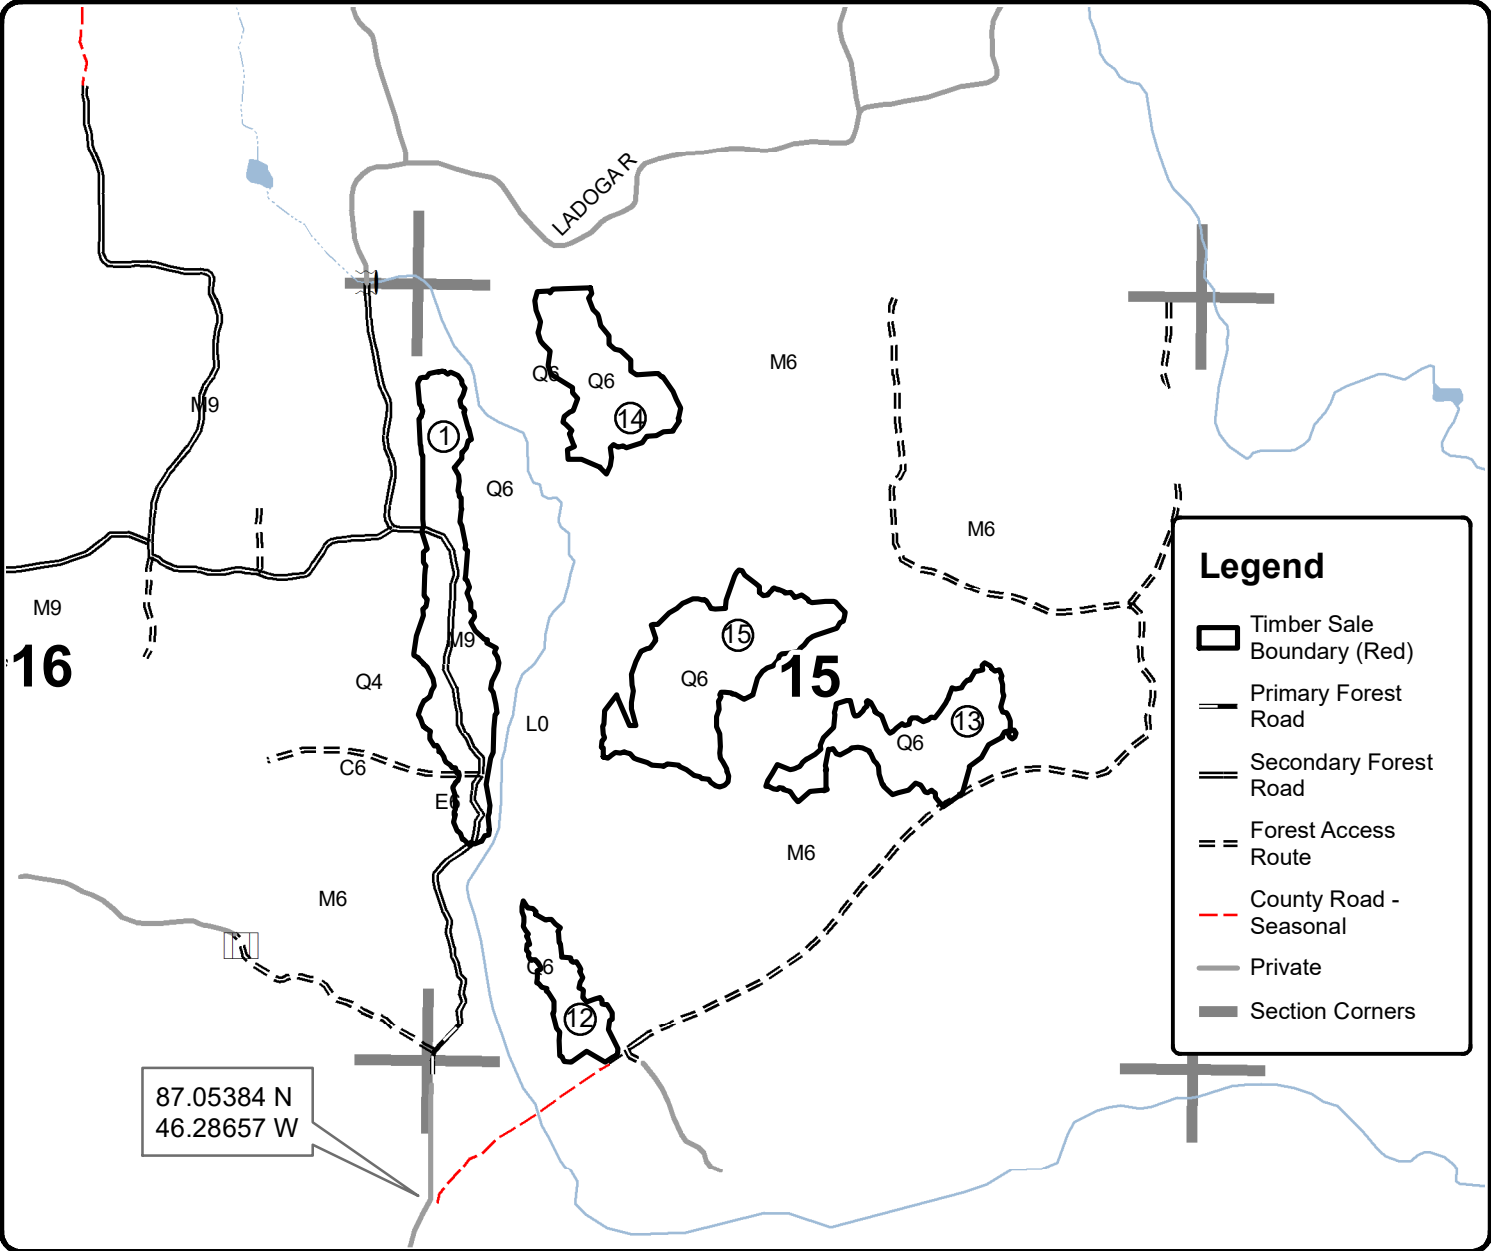 LADOGA R
M6
M9
Q6
Q6
14
1
Q6
M6
M9
M9
15
16
Q4
Q6
15
L0
13
Q6
C6
E6
M6
M6
Q6
12
87.05384 N
46.28657 W
Legend
Timber Sale
Boundary (Red)
Primary Forest
Road
Secondary Forest
Road
Forest Access
Route
County Road -
Seasonal
Private
Section Corners